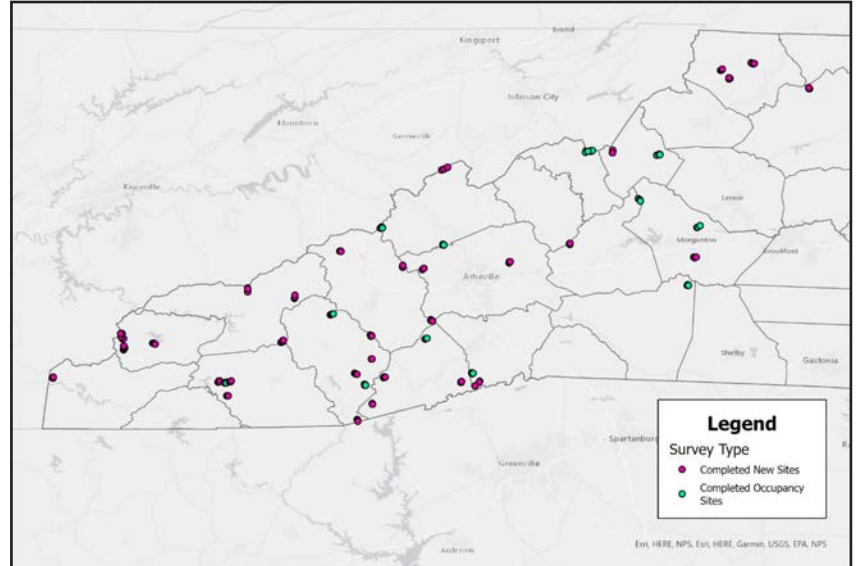 Bristol
Kingsport
Johnson City
Morristown
Greeneville
Knoxville
Lenoir
Morganton
Asheville
Shelby
Gastonia
Legend
Survey Type
Completed New Sites
Completed Occupancy
Sites
Spartanburg
Greenville
Anderson
Esri, HERE, NPS, Esri, HERE, Garmin, USGS, EPA, NPS